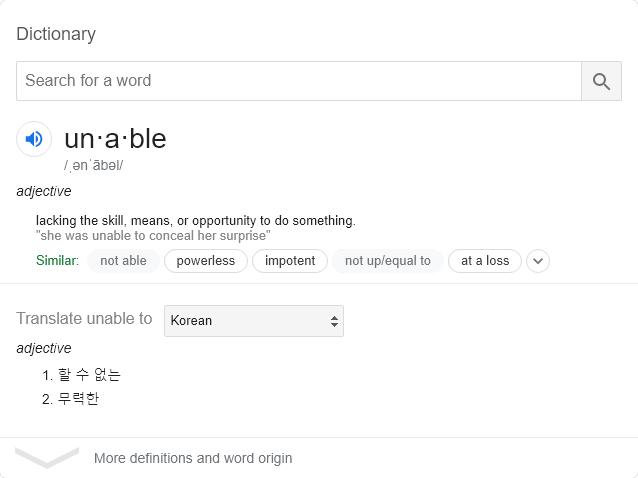 Dictionary
Search for a word
un·a·ble
/ˌənˈābəl/
adjective
lacking the skill, means, or opportunity to do something.
"she was unable to conceal her surprise"
Similar: not able powerless impotent not up/equal to at a loss
Translate unable to Korean
adjective
1. 할 수 없는
2. 무력한
More definitions and word origin